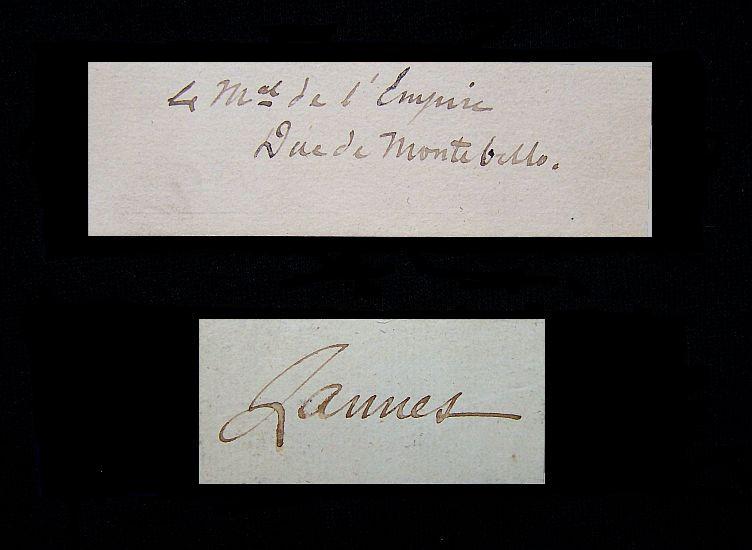 Le Mal de l'Empire
Duc de Montebello.
Lannes